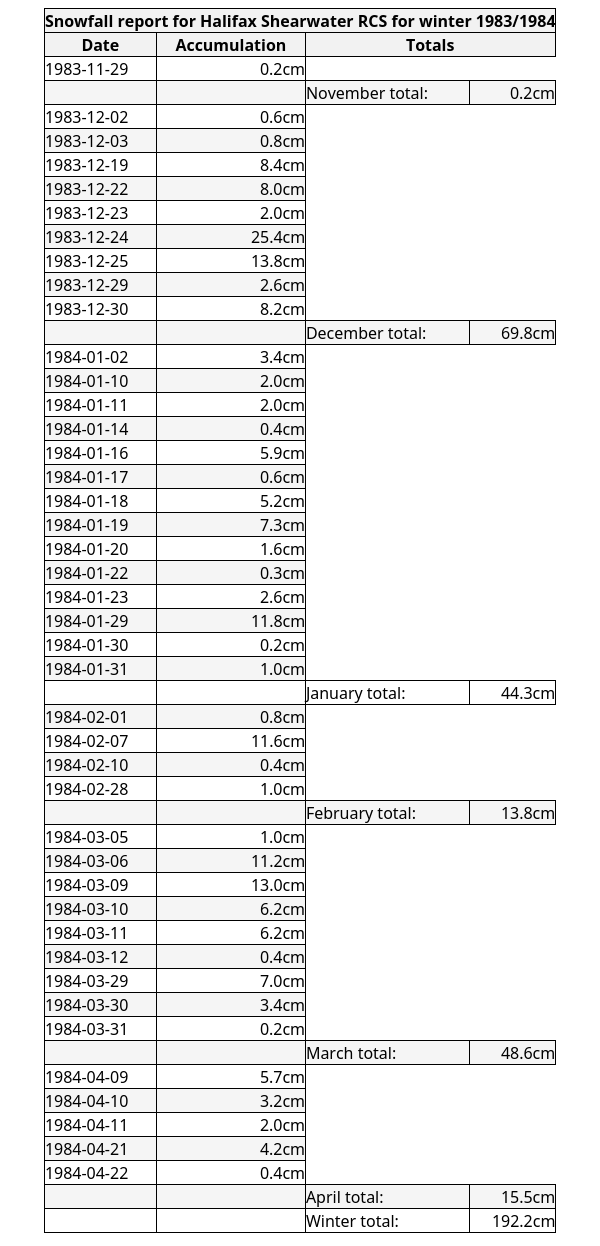 Snowfall report for Halifax Shearwater RCS for winter 1983/1984
Date Accumulation Totals
1983-11-29 0.2cm
November total: 0.2cm
1983-12-02 0.6cm
1983-12-03 0.8cm
1983-12-19 8.4cm
1983-12-22 8.0cm
1983-12-23 2.0cm
1983-12-24 25.4cm
1983-12-25 13.8cm
1983-12-29 2.6cm
1983-12-30 8.2cm
December total: 69.8cm
1984-01-02 3.4cm
1984-01-10 2.0cm
1984-01-11 2.0cm
1984-01-14 0.4cm
1984-01-16 5.9cm
1984-01-17 0.6cm
1984-01-18 5.2cm
1984-01-19 7.3cm
1984-01-20 1.6cm
1984-01-22 0.3cm
1984-01-23 2.6cm
1984-01-29 11.8cm
1984-01-30 0.2cm
1984-01-31 1.0cm
January total: 44.3cm
1984-02-01 0.8cm
1984-02-07 11.6cm
1984-02-10 0.4cm
1984-02-28 1.0cm
February total: 13.8cm
1984-03-05 1.0cm
1984-03-06 11.2cm
1984-03-09 13.0cm
1984-03-10 6.2cm
1984-03-11 6.2cm
1984-03-12 0.4cm
1984-03-29 7.0cm
1984-03-30 3.4cm
1984-03-31 0.2cm
March total: 48.6cm
1984-04-09 5.7cm
1984-04-10 3.2cm
1984-04-11 2.0cm
1984-04-21 4.2cm
1984-04-22 0.4cm
April total: 15.5cm
Winter total: 192.2cm